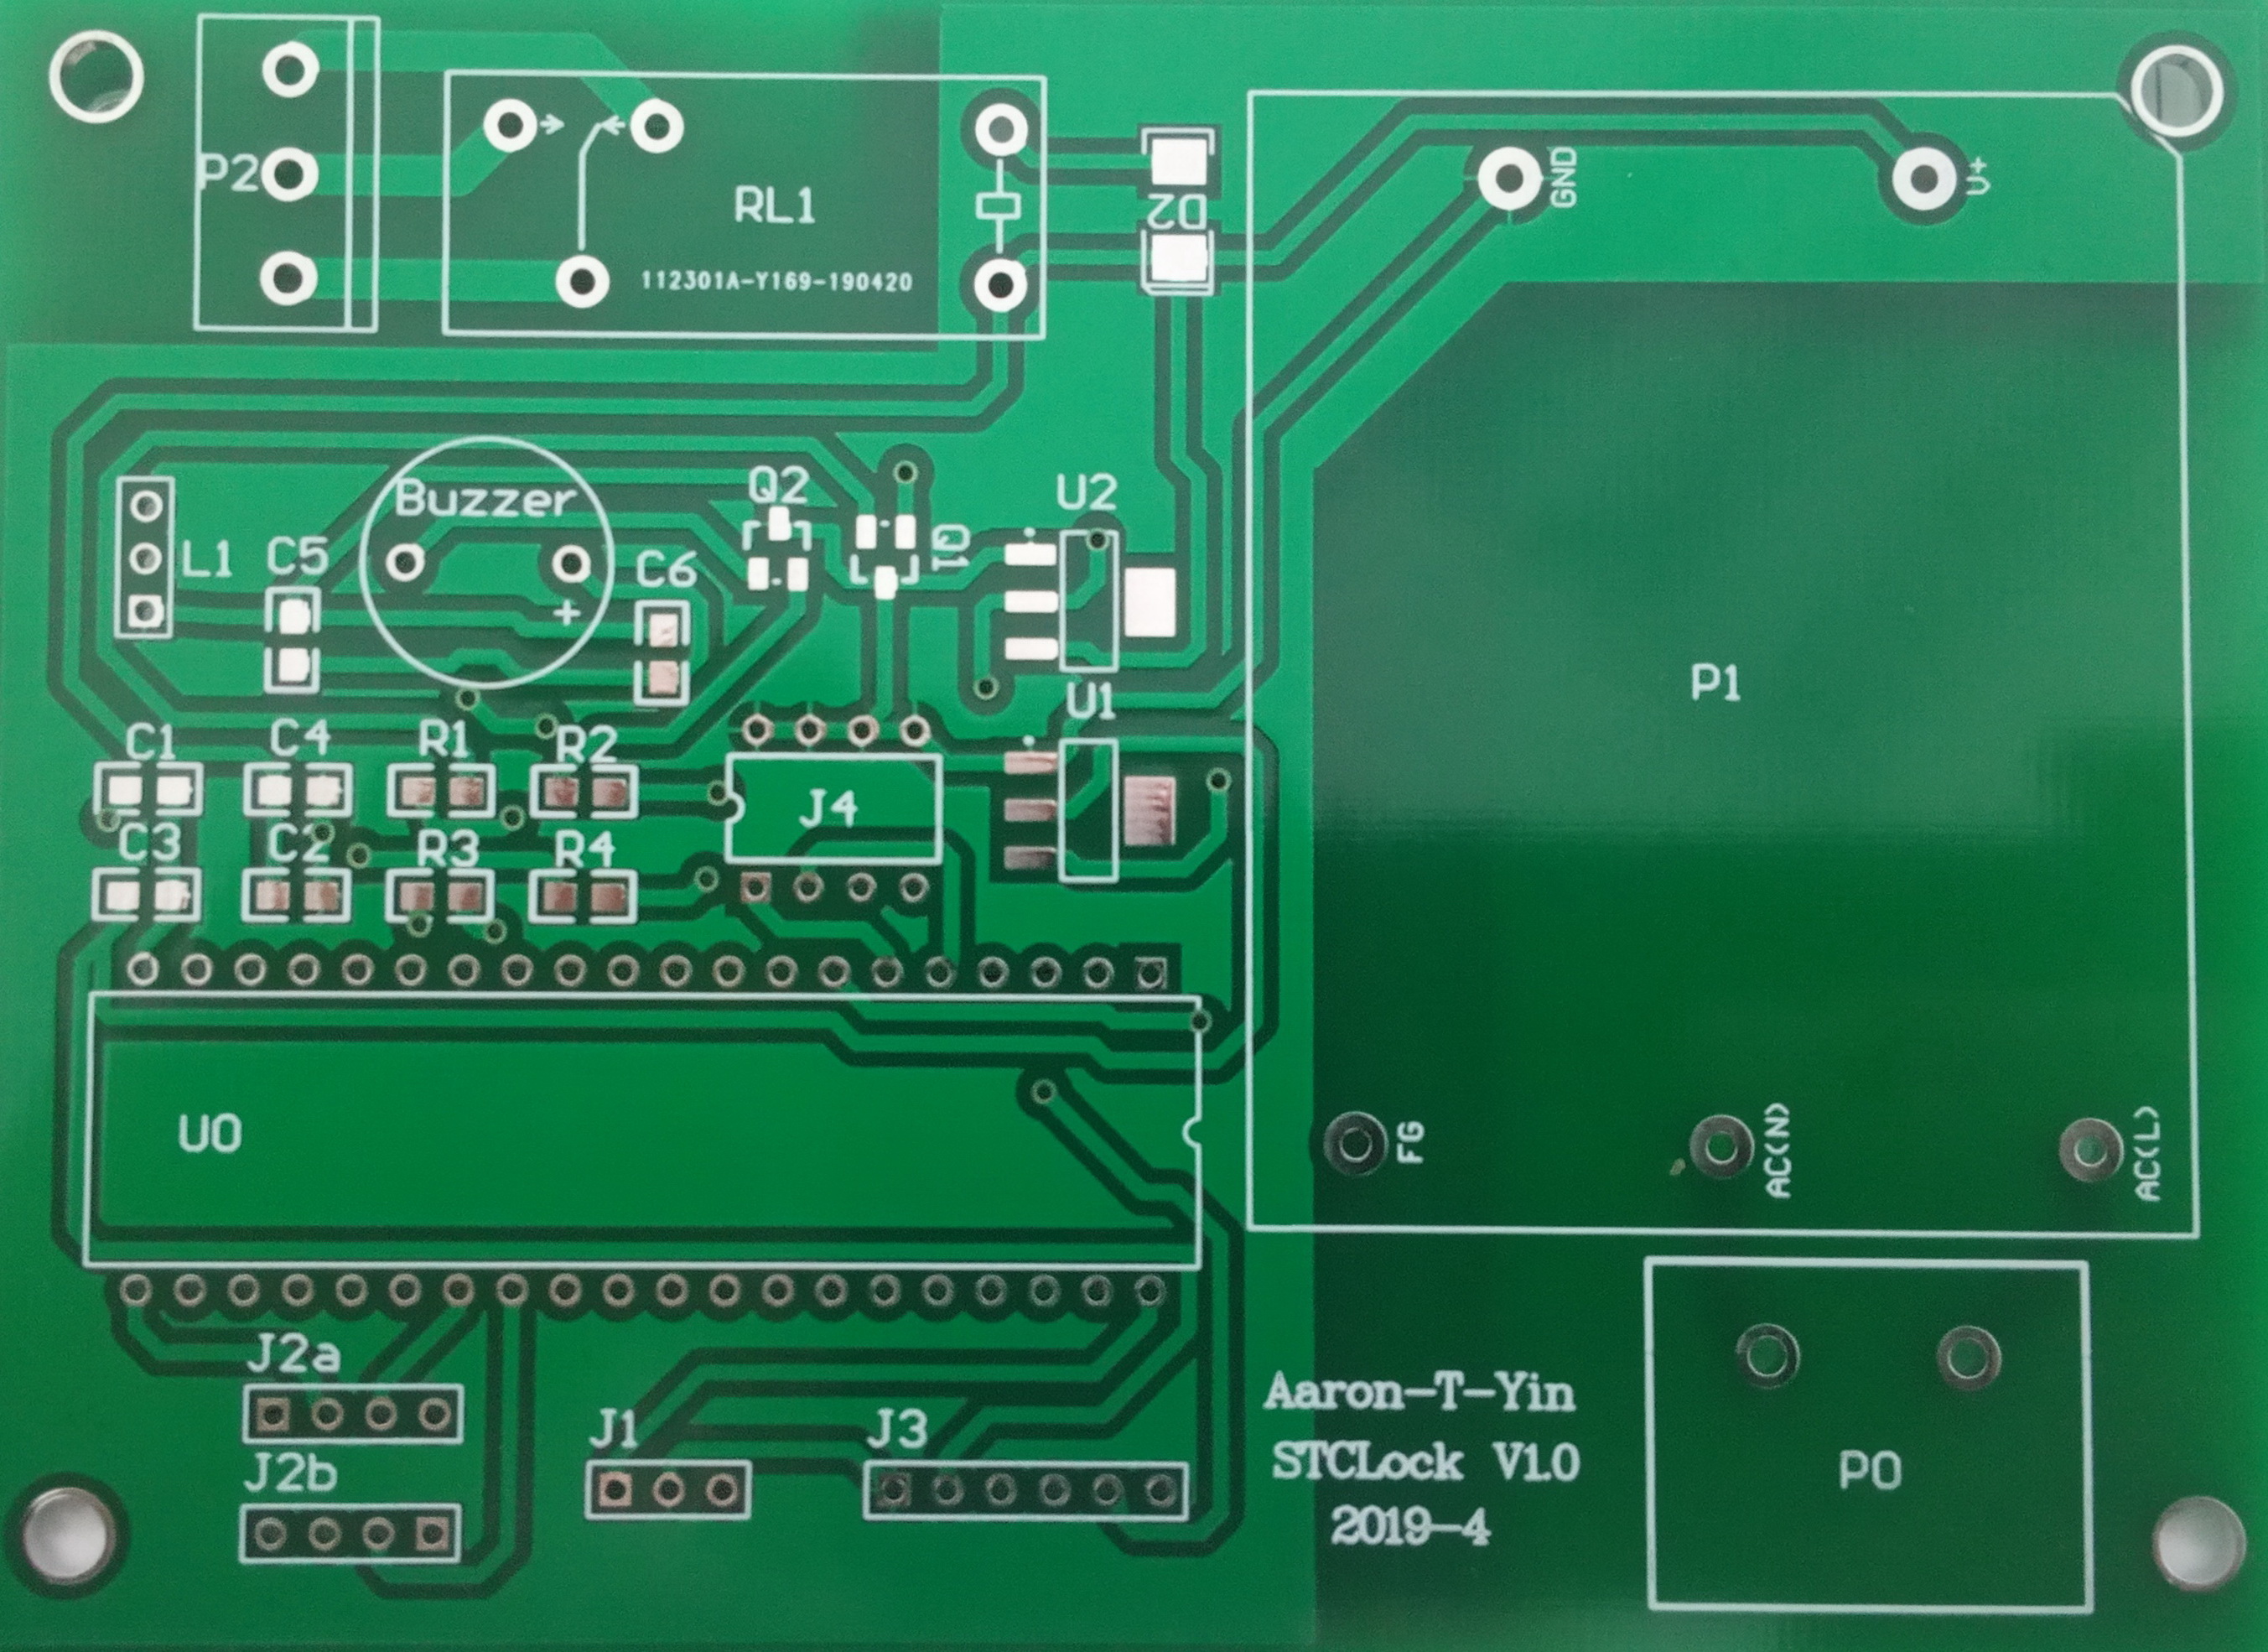 P2
RL1
112301A-Y169-190420
D2
GND
V+
Buzzer
+
Q2
Q1
U2
L1
C5
C6
P1
U1
C1
C4
R1
R2
J4
C3
C2
R3
R4
U0
FG
AC(N)
AC(L)
J2a
J2b
J1
J3
Aaron-T-Yin
STCLock V1.0
2019-4
P0